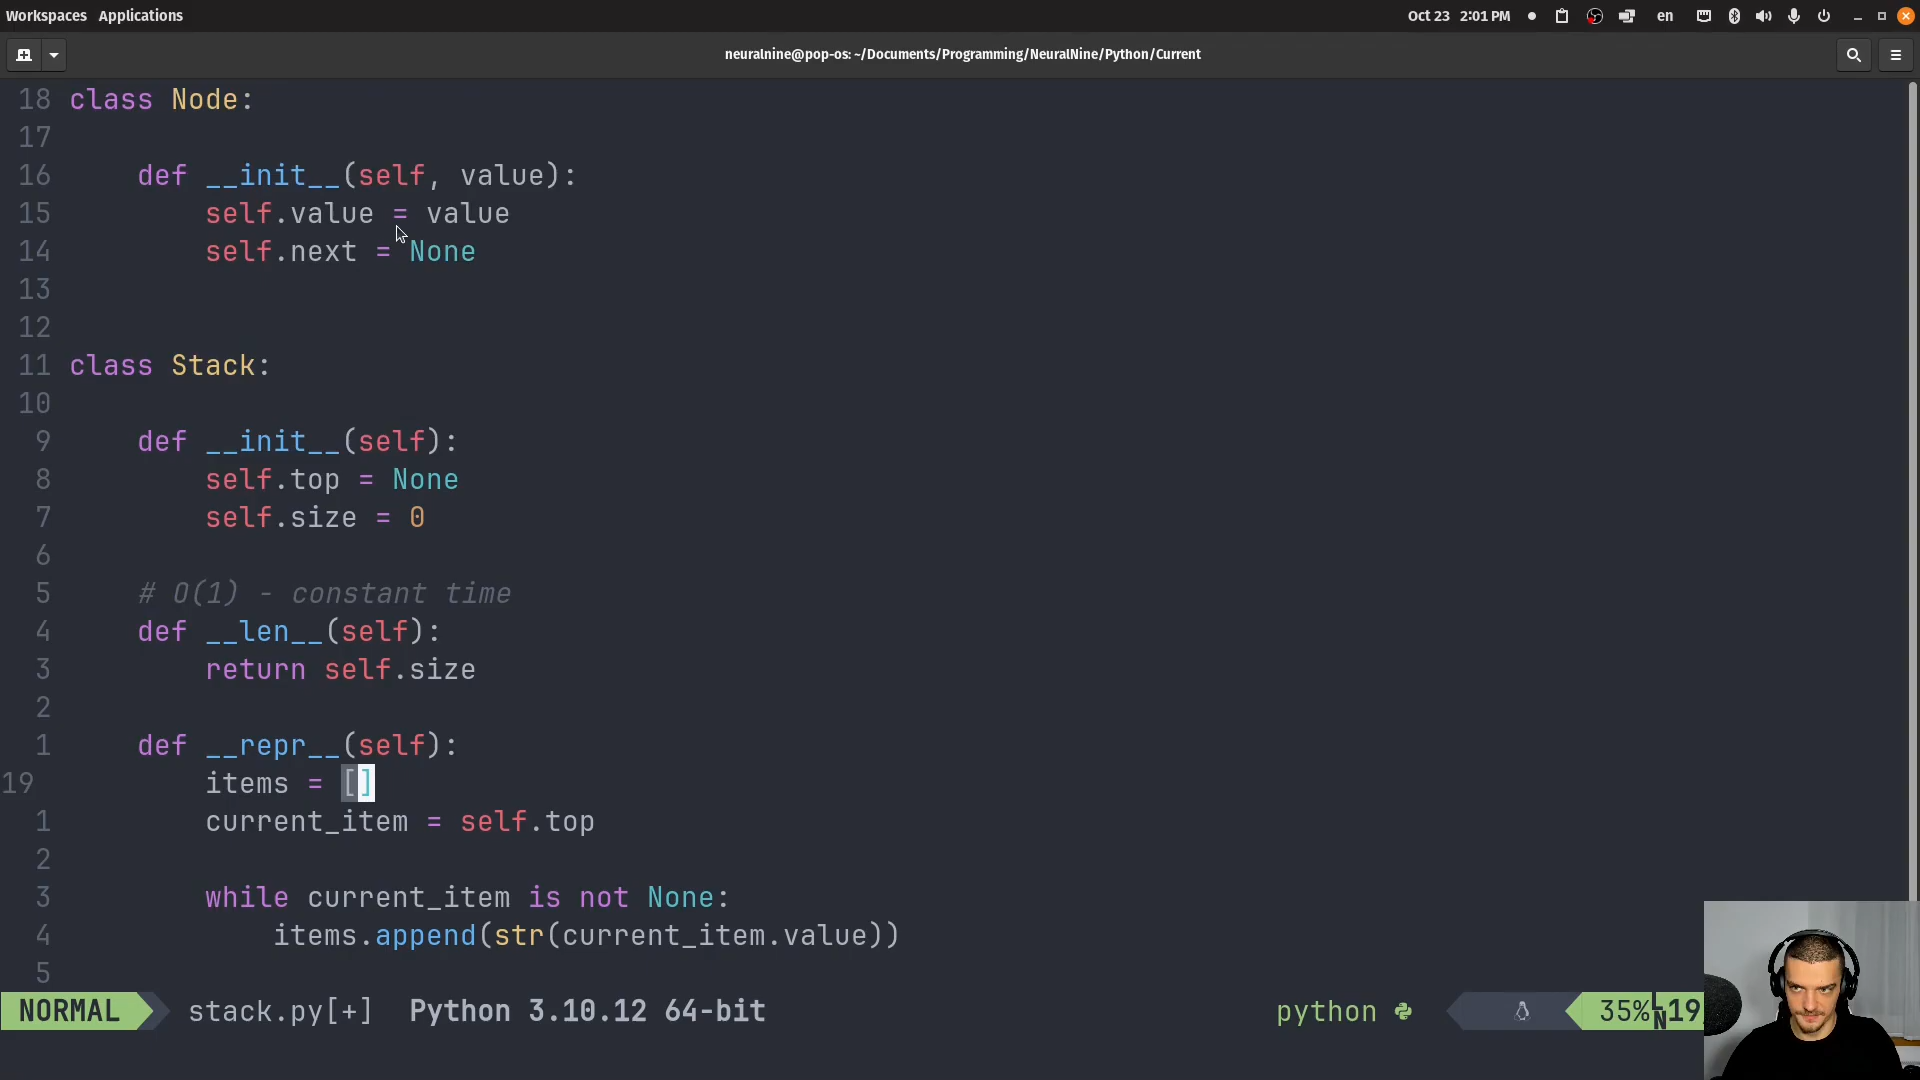 Workspaces Applications
Oct 23 2:01 PM en
neuralnine@pop-os: ~/Documents/Programming/NeuralNine/Python/Current
18 class Node:
17
16     def __init__(self, value):
15         self.value = value
14         self.next = None
13
12
11 class Stack:
10
9     def __init__(self):
8         self.top = None
7         self.size = 0
6
5     # O(1) - constant time
4     def __len__(self):
3         return self.size
2
1     def __repr__(self):
19         items = []
1         current_item = self.top
2
3         while current_item is not None:
4             items.append(str(current_item.value))
5
NORMAL stack.py[+] Python 3.10.12 64-bit python 35% LN 19